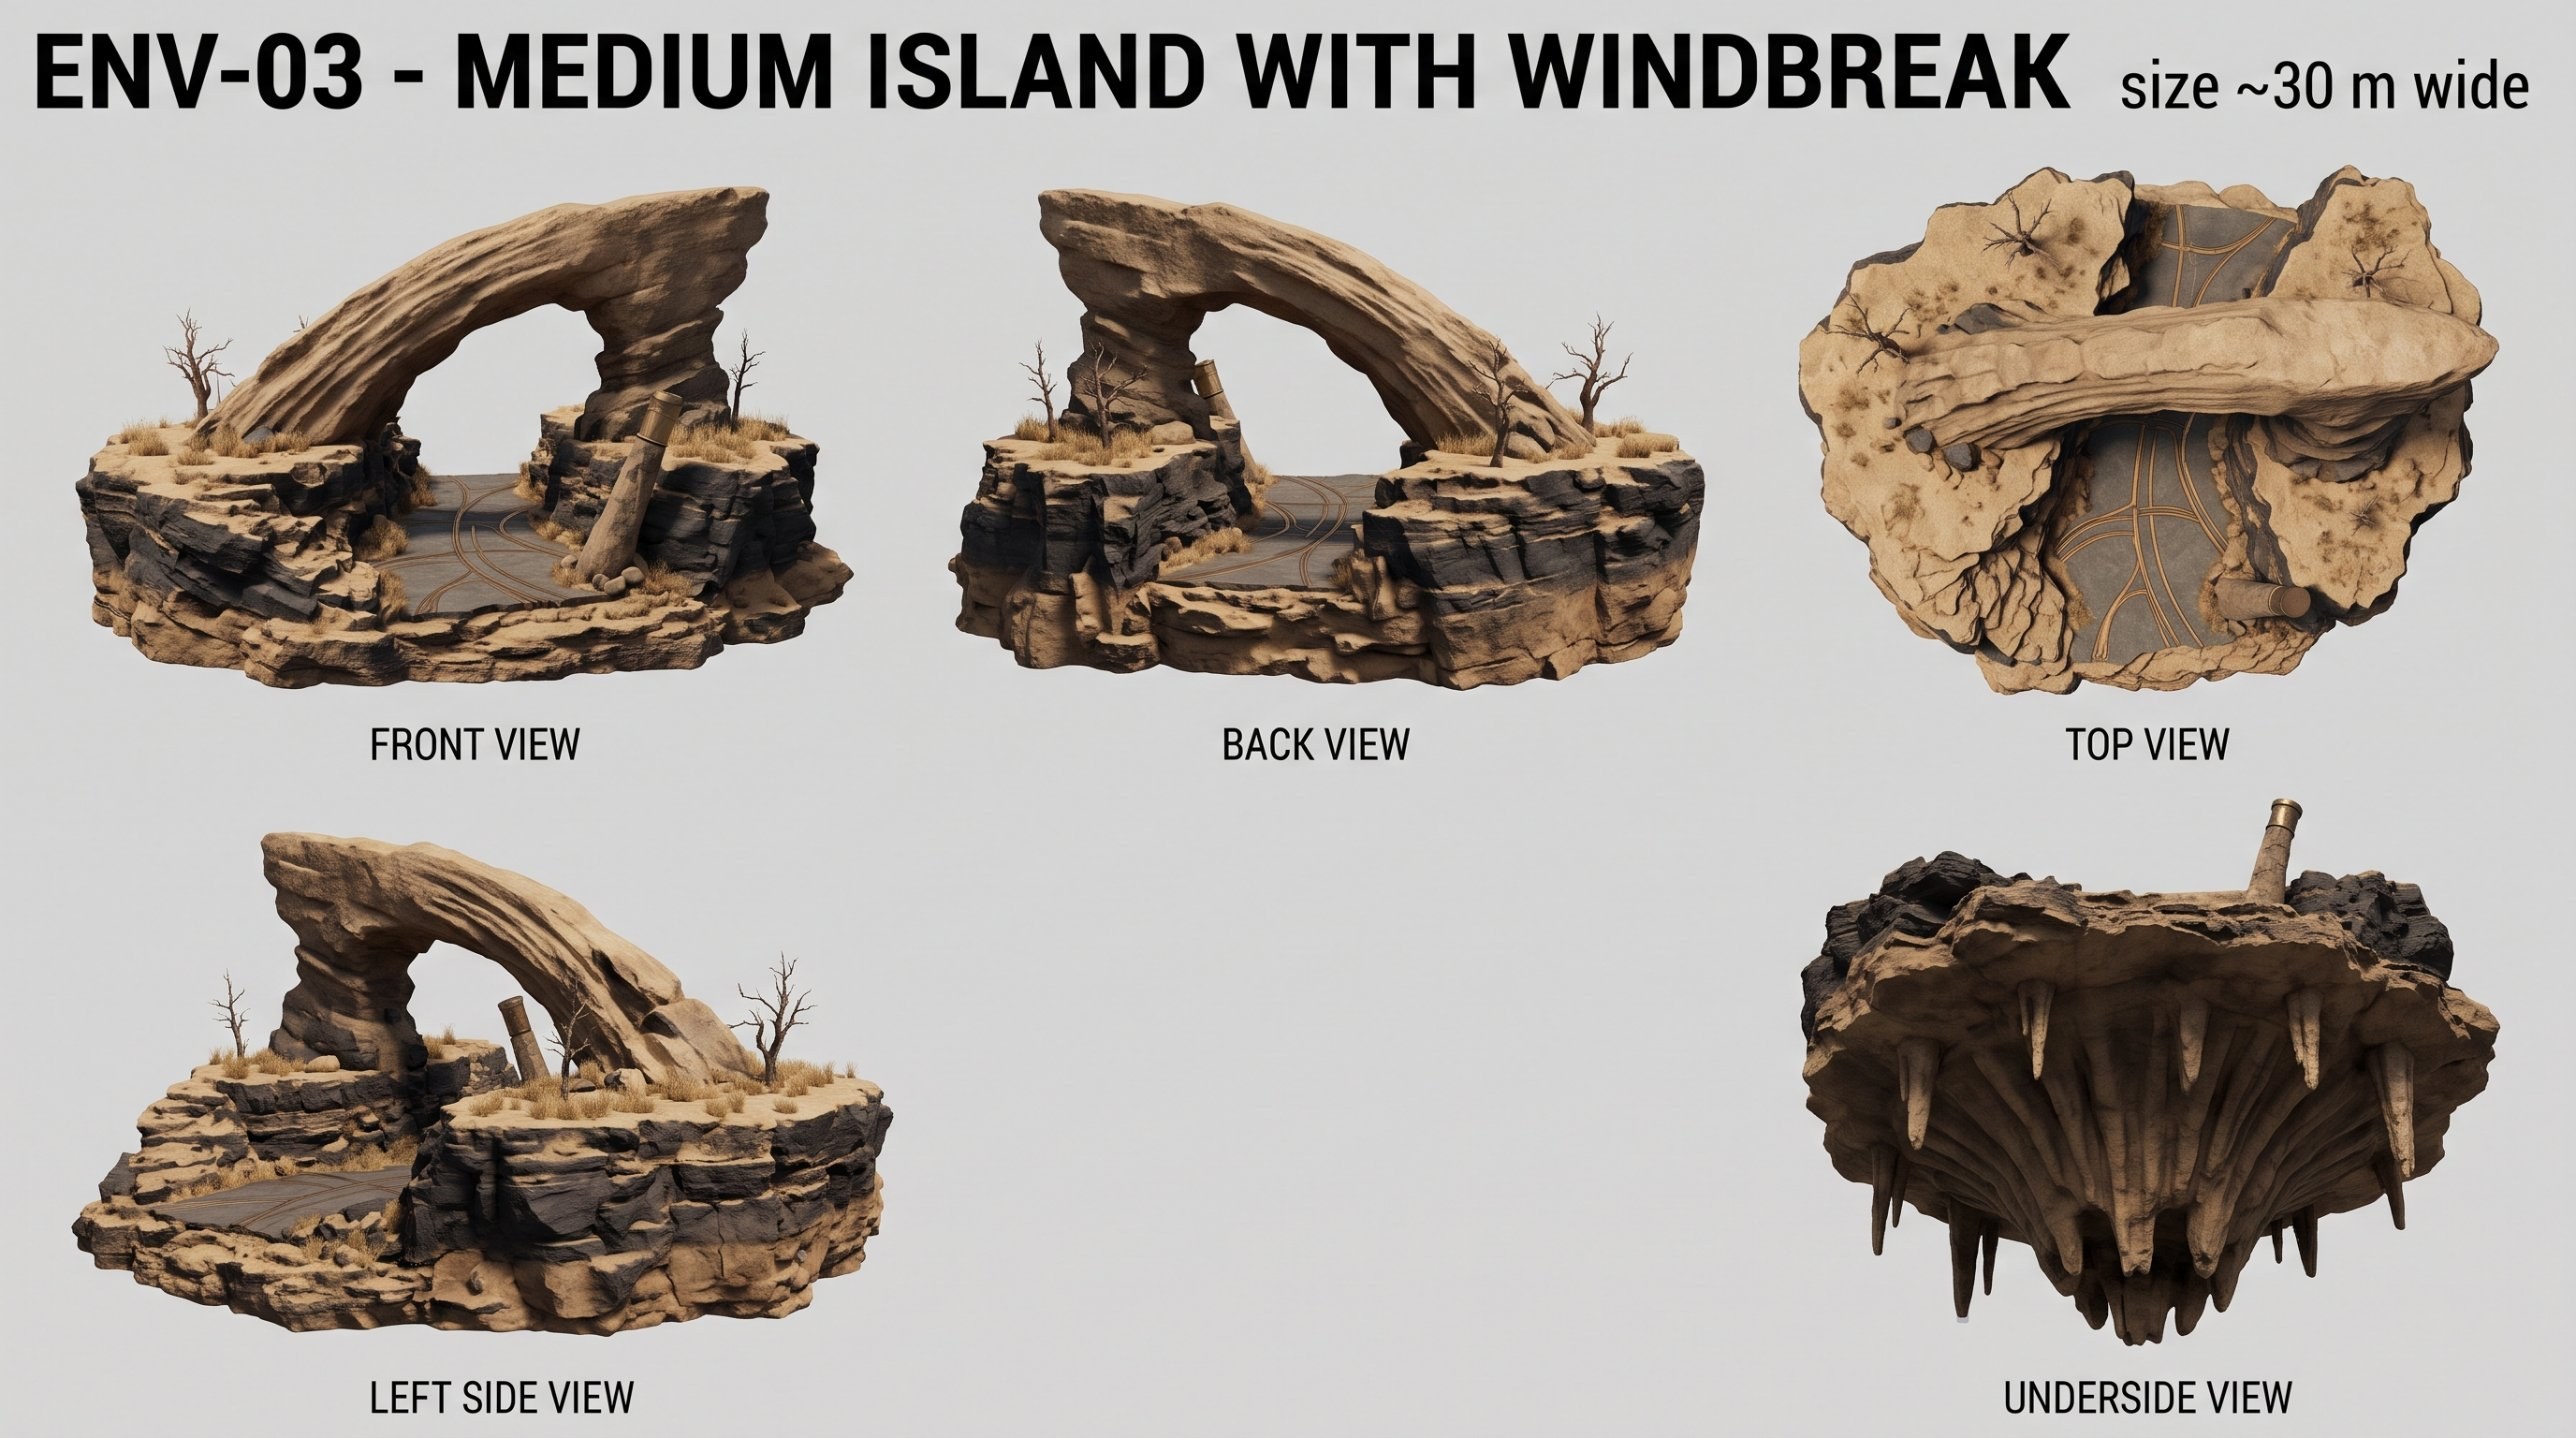 ENV-03 - MEDIUM ISLAND WITH WINDBREAK size ~30 m wide
FRONT VIEW
BACK VIEW
TOP VIEW
LEFT SIDE VIEW
UNDERSIDE VIEW